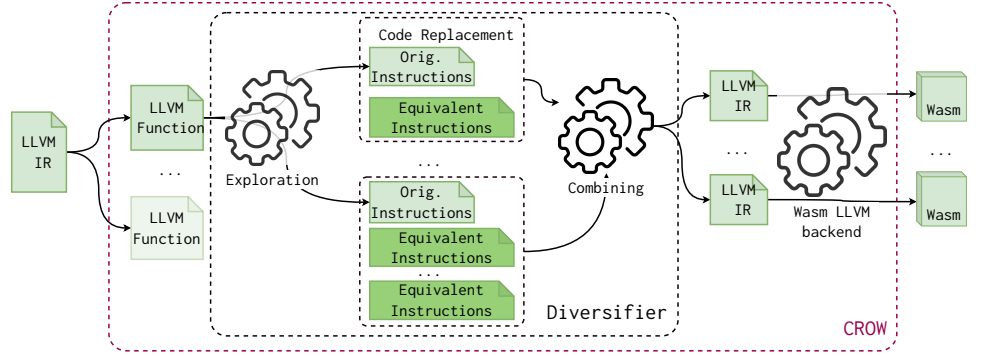 LLVM
IR
LLVM
Function
...
LLVM
Function
Exploration
Code Replacement
Orig.
Instructions
Equivalent
Instructions
...
Orig.
Instructions
Equivalent
Instructions
...
Equivalent
Instructions
Combining
Diversifier
LLVM
IR
...
LLVM
IR
Wasm LLVM
backend
Wasm
...
Wasm
CROW